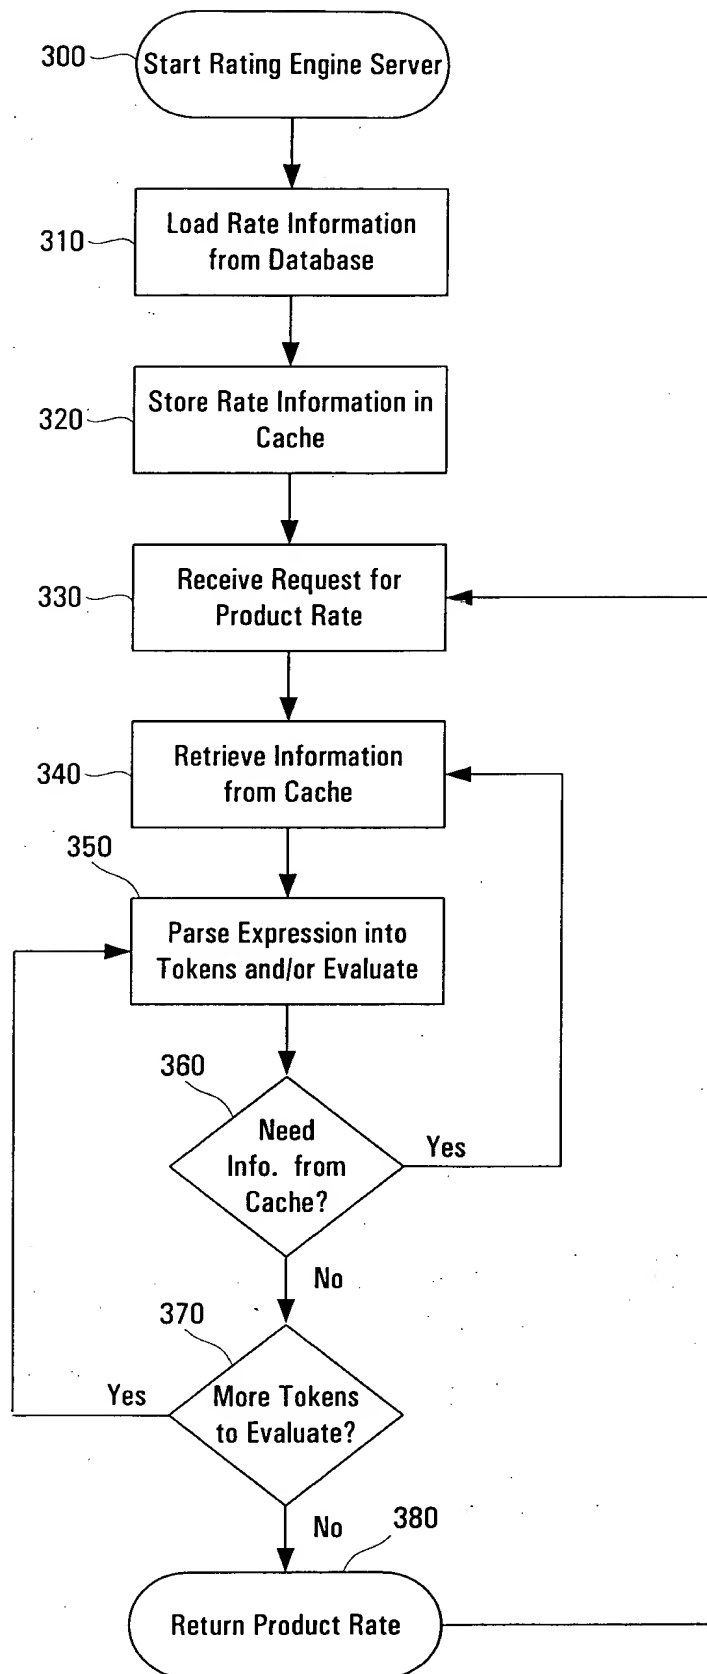 300
Start Rating Engine Server
310
Load Rate Information
from Database
320
Store Rate Information in
Cache
330
Receive Request for
Product Rate
340
Retrieve Information
from Cache
350
Parse Expression into
Tokens and/or Evaluate
360
Need
Info. from
Cache?
Yes
No
370
More Tokens
to Evaluate?
Yes
No
380
Return Product Rate